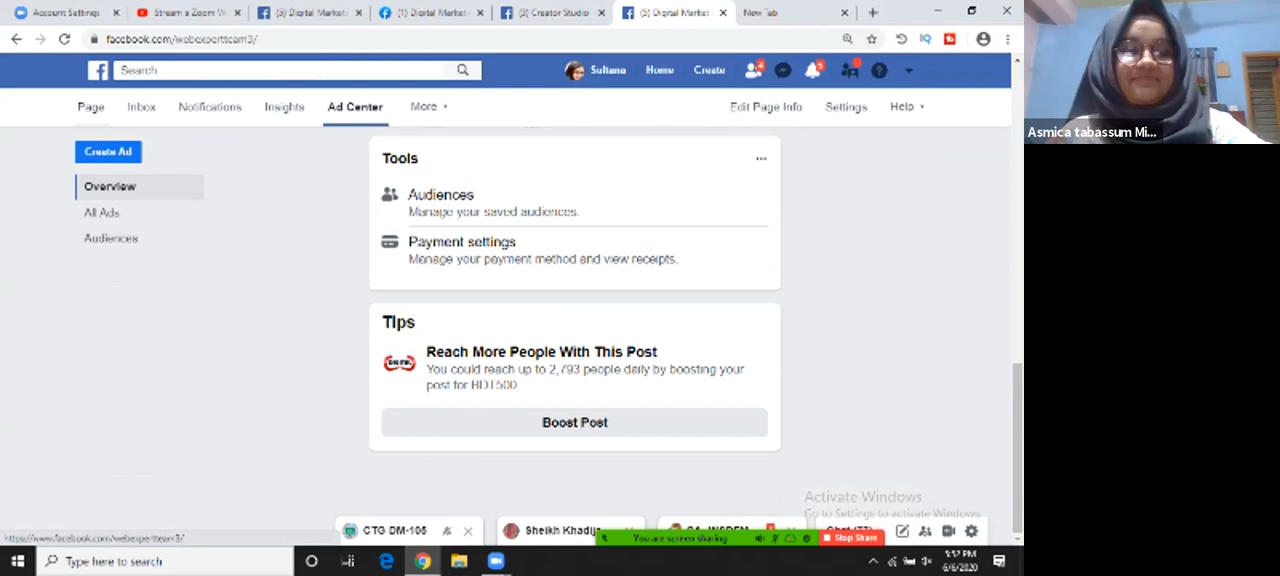 Account Settings
Stream a Zoom
(5) Digital Market
(1) Digital Market
(3) Creator Studio
(5) Digital Market
New Tab
facebook.com/webexpertteam3/
Search
Sultana
Home
Create
Page
Inbox
Notifications
Insights
Ad Center
More
Edit Page Info
Settings
Help
Asmica tabassum Mi...
Create Ad
Overview
All Ads
Audiences
Tools
Audiences
Manage your saved audiences.
Payment settings
Manage your payment method and view receipts.
Tips
Reach More People With This Post
You could reach up to 2,793 people daily by boosting your
post for BDT500
Boost Post
Activate Windows
Go to Settings to activate Windows.
CTG DM-105
Sheikh Khadija
https://www.facebook.com/webexpertteam3/
You are screen sharing
Stop Share
Type here to search
6/6/2020